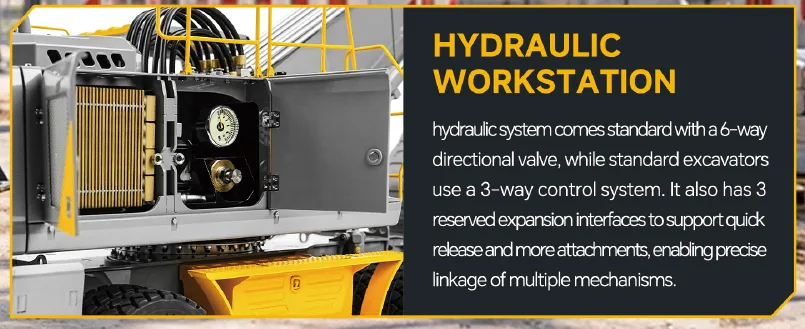 HYDRAULIC
WORKSTATION
hydraulic system comes standard with a 6-way
directional valve, while standard excavators
use a 3-way control system. It also has 3
reserved expansion interfaces to support quick
release and more attachments, enabling precise
linkage of multiple mechanisms.